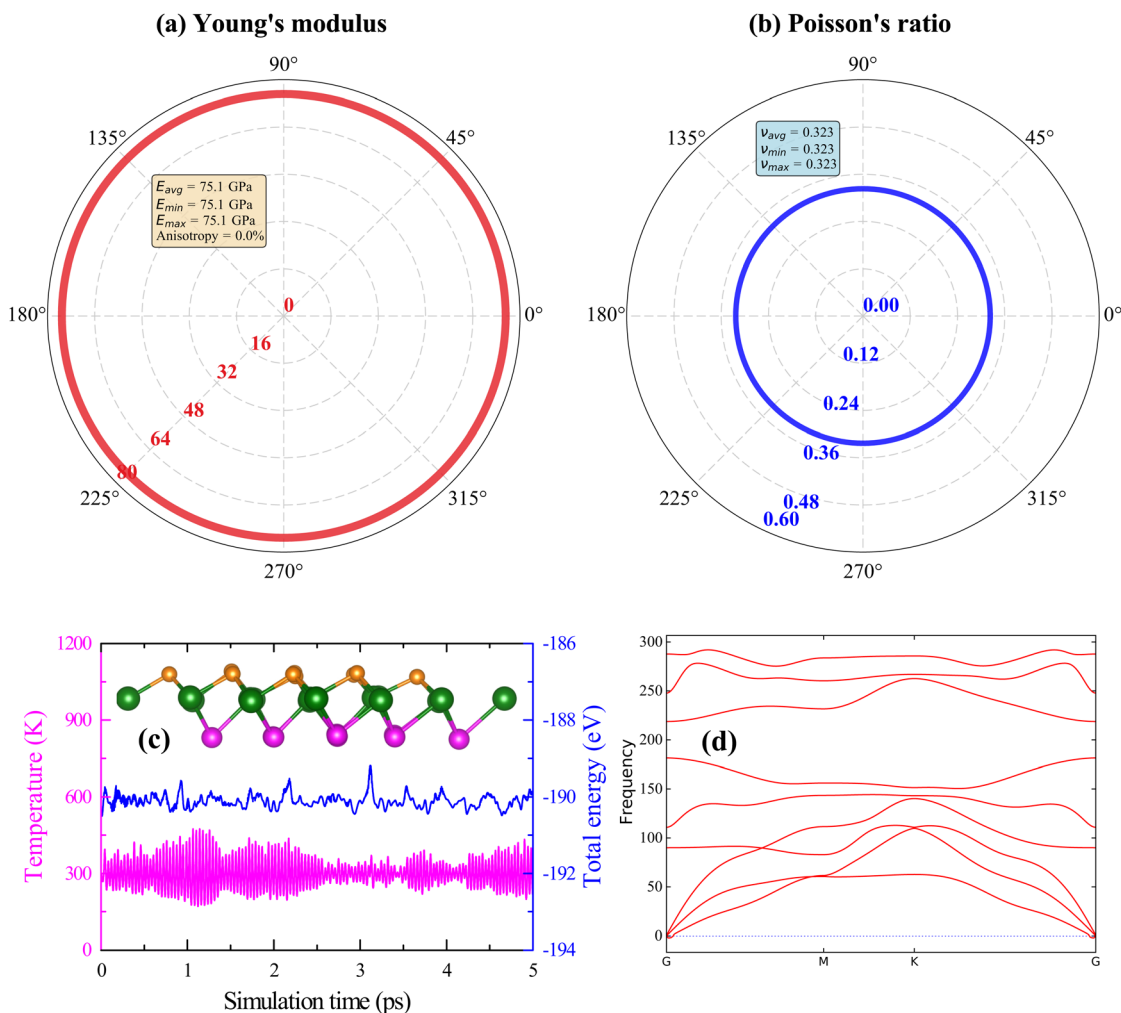 (a) Young's modulus
90°
135°
45°
E_avg = 75.1 GPa
E_min = 75.1 GPa
E_max = 75.1 GPa
Anisotropy = 0.0%
180°
0
0°
16
32
48
64
80
225°
315°
270°
(b) Poisson's ratio
90°
135°
45°
ν_avg = 0.323
ν_min = 0.323
ν_max = 0.323
180°
0.00
0°
0.12
0.24
0.36
0.48
0.60
225°
315°
270°
(c)
Temperature (K)
1200
900
600
300
0
Total energy (eV)
-186
-188
-190
-192
-194
0 1 2 3 4 5
Simulation time (ps)
(d)
Frequency
300
250
200
150
100
50
0
G M K G